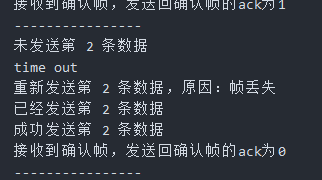 接收到确认帧，发送回确认帧的ack为1
----------------
未发送第 2 条数据
time out
重新发送第 2 条数据，原因：帧丢失
已经发送第 2 条数据
成功发送第 2 条数据
接收到确认帧，发送回确认帧的ack为0
----------------